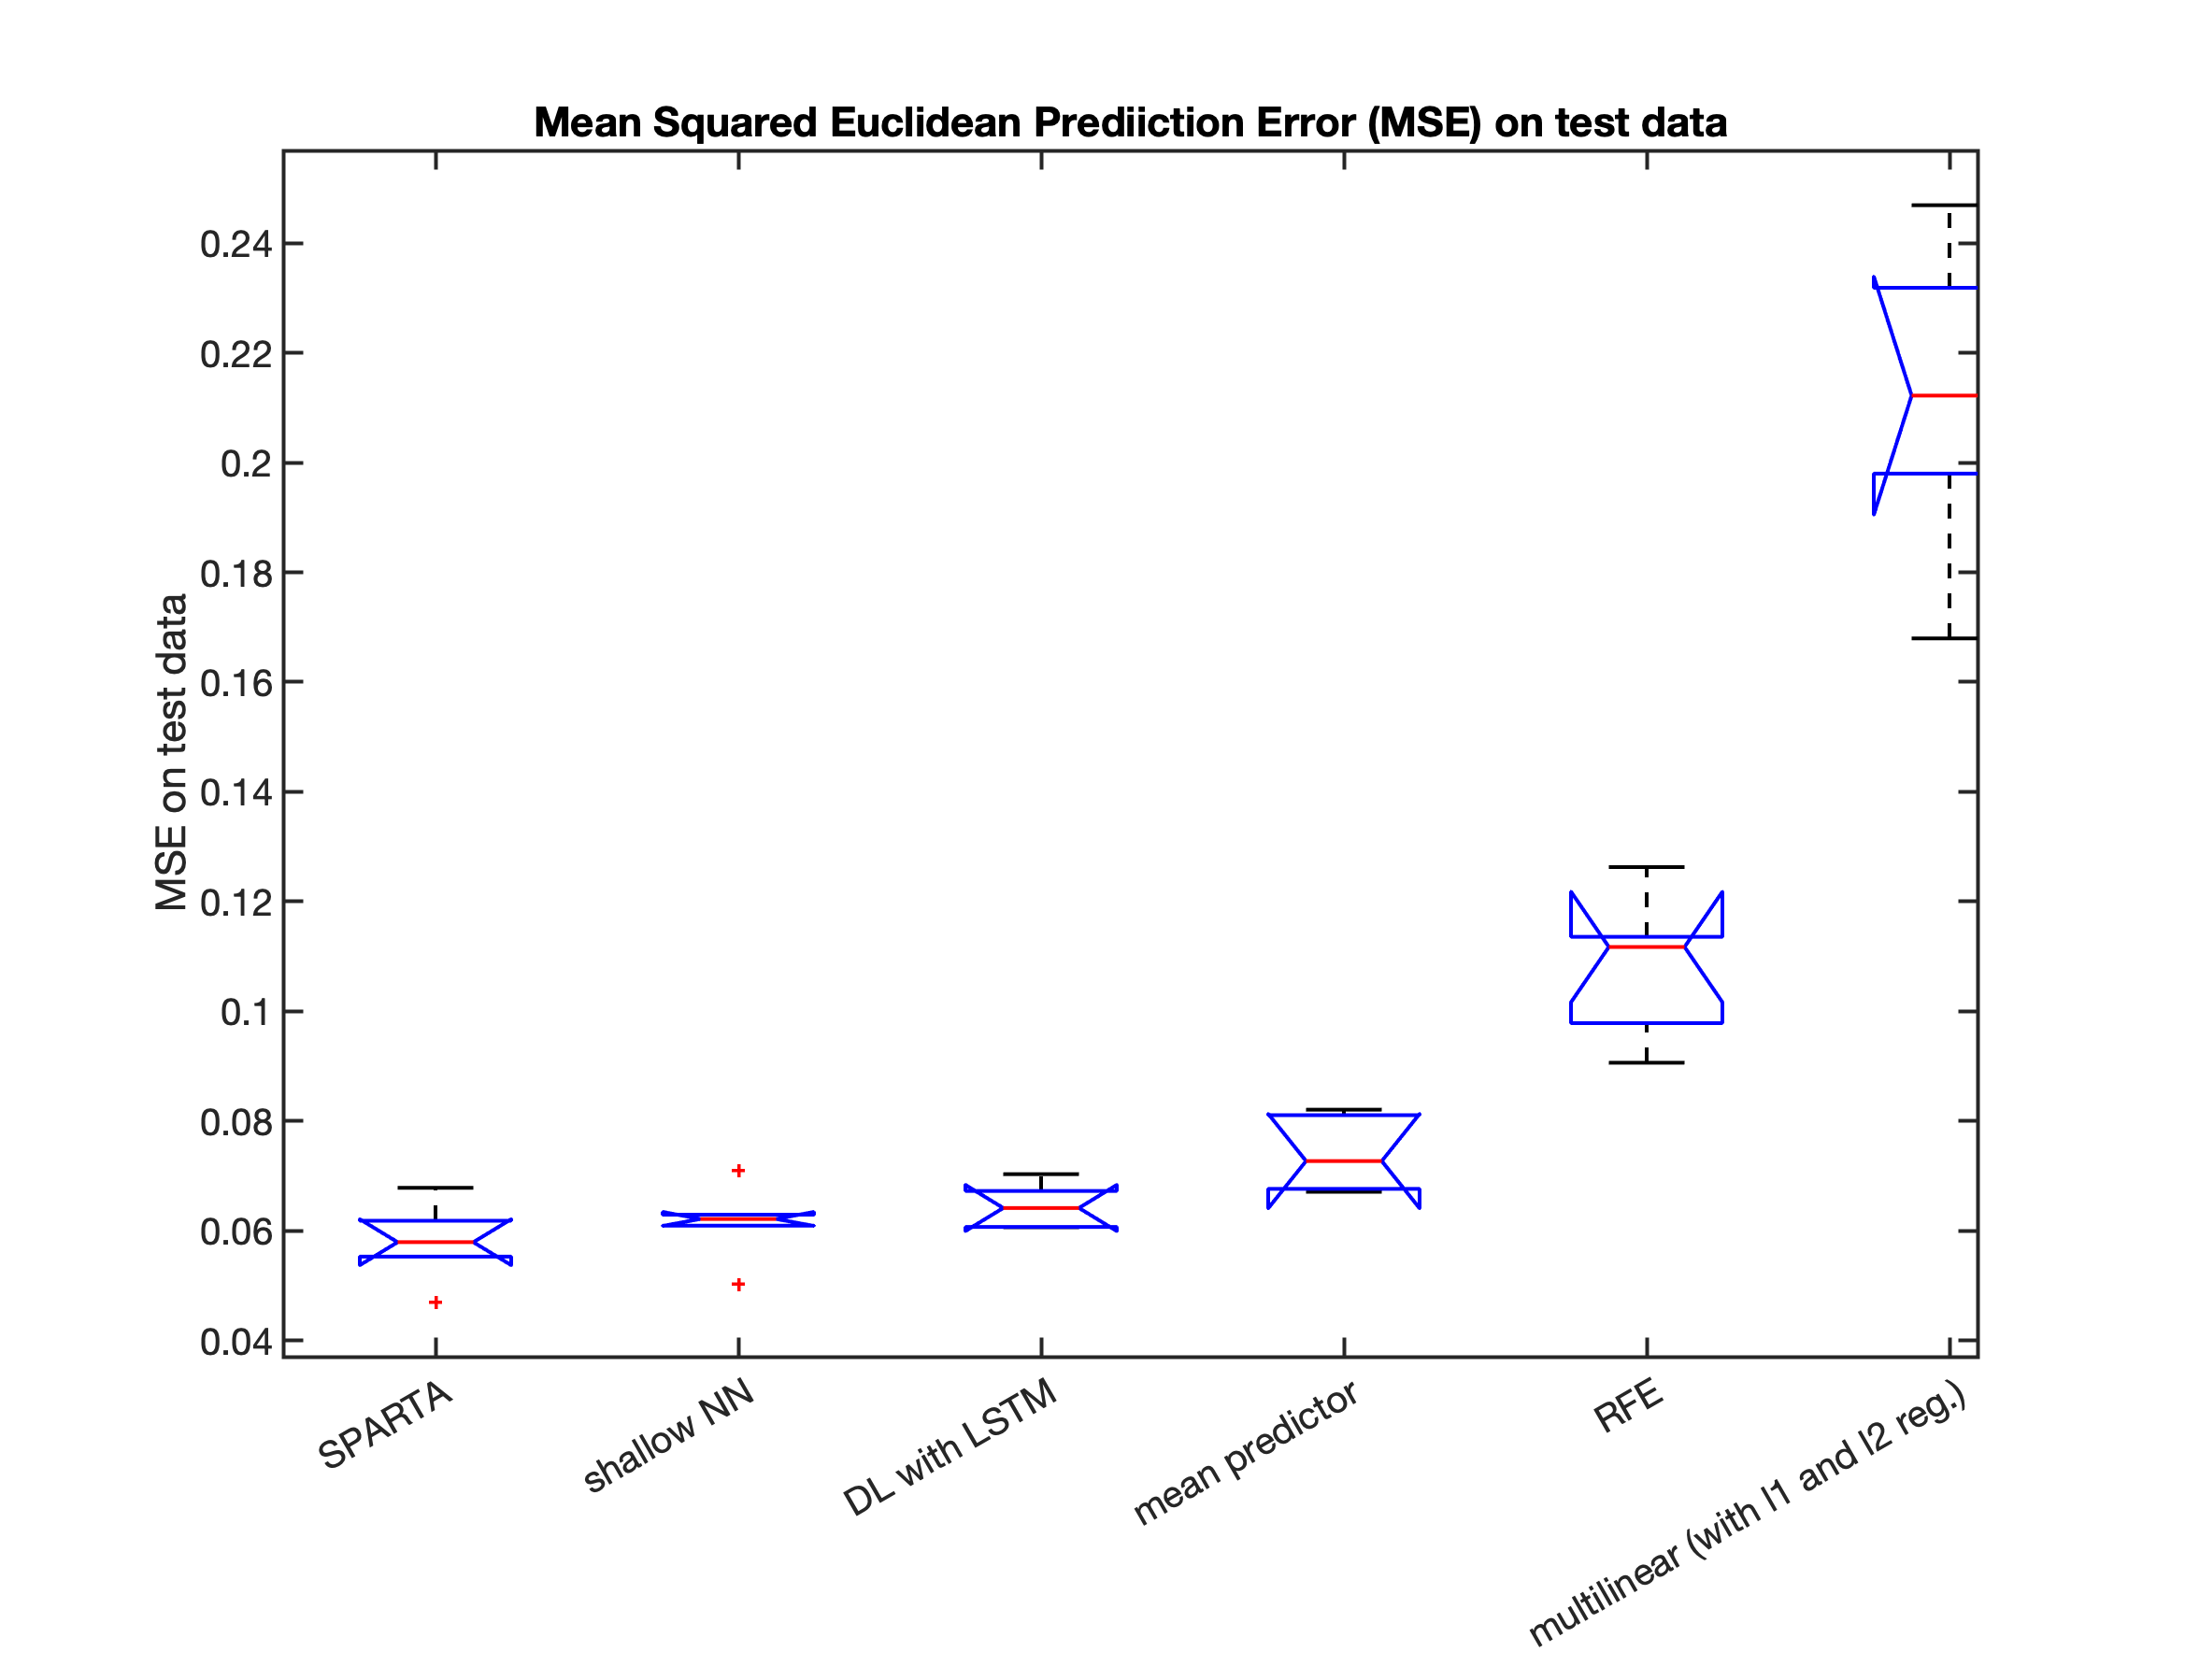 Mean Squared Euclidean Prediiction Error (MSE) on test data
MSE on test data
0.24
0.22
0.2
0.18
0.16
0.14
0.12
0.1
0.08
0.06
0.04
SPARTA
shallow NN
DL with LSTM
mean predictor
RFE
multilinear (with l1 and l2 reg.)